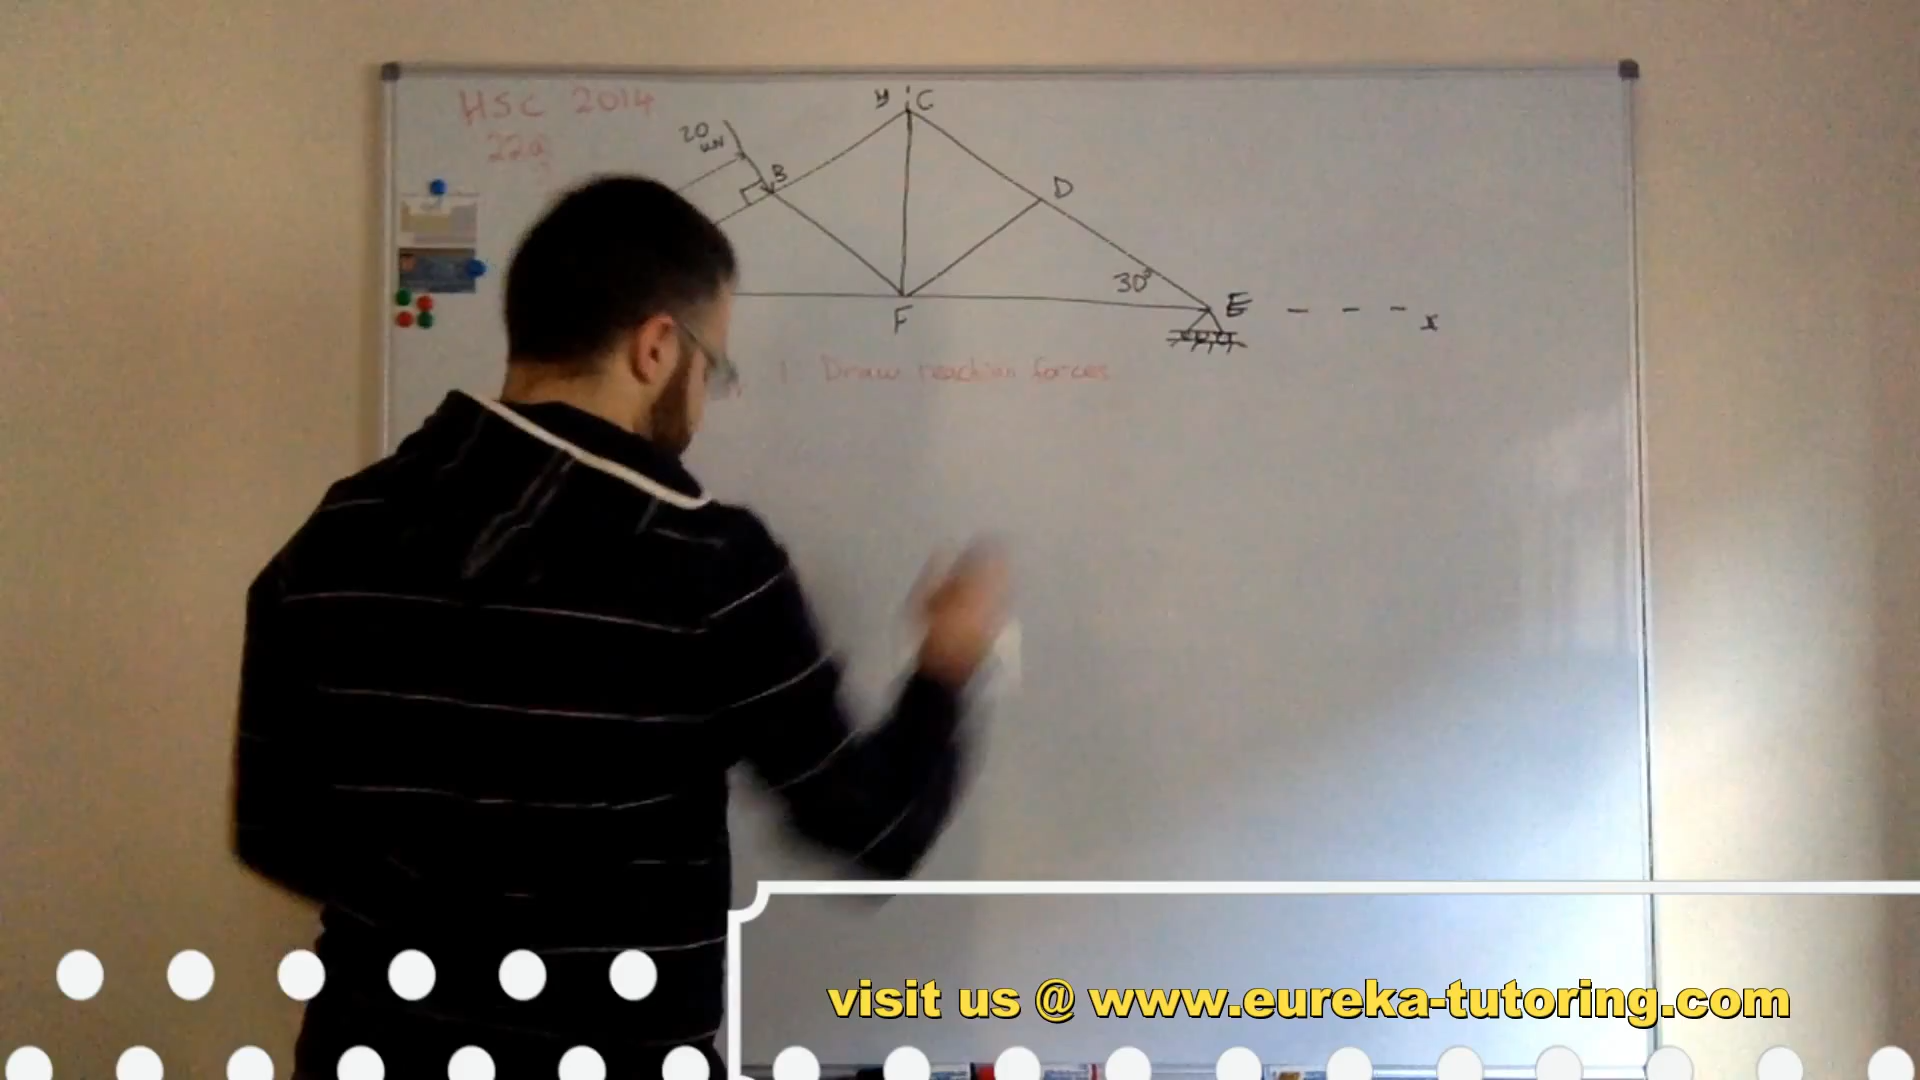 HSC 2014
22a
y C
20
kN
B
D
30°
E
x
F
1. Draw reaction forces
visit us @ www.eureka-tutoring.com